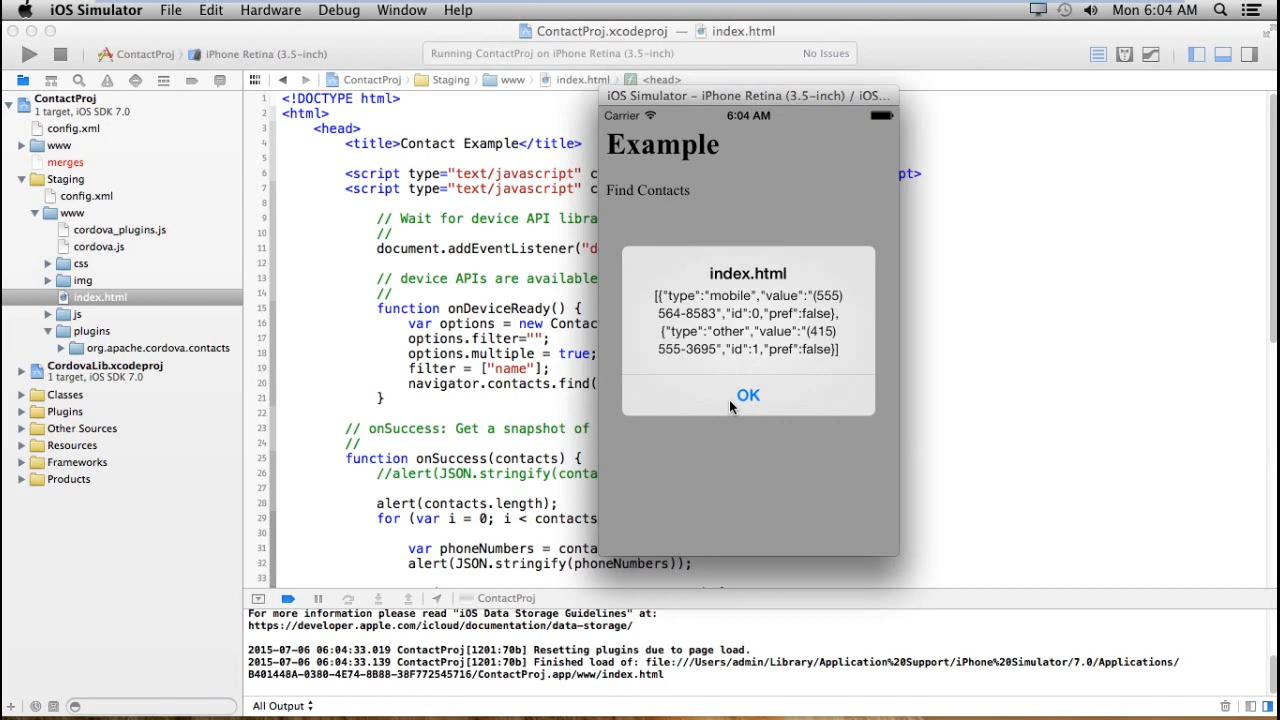 iOS Simulator File Edit Hardware Debug Window Help Mon 6:04 AM
ContactProj.xcodeproj — index.html
ContactProj iPhone Retina (3.5-inch) Running ContactProj on iPhone Retina (3.5-inch) No Issues
ContactProj Staging www index.html <head>
ContactProj
1 target, iOS SDK 7.0
config.xml
www
merges
Staging
config.xml
www
cordova_plugins.js
cordova.js
css
img
index.html
js
plugins
org.apache.cordova.contacts
CordovaLib.xcodeproj
1 target, iOS SDK 7.0
Classes
Plugins
Other Sources
Resources
Frameworks
Products
1 <!DOCTYPE html>
2 <html>
3 <head>
4 <title>Contact Example</title>
5
6 <script type="text/javascript" c pt>
7 <script type="text/javascript" c
8
9 // Wait for device API libra
10 //
11 document.addEventListener("d
12
13 // device APIs are available
14 //
15 function onDeviceReady() {
16 var options = new Contac
17 options.filter="";
18 options.multiple = true;
19 filter = ["name"];
20 navigator.contacts.find(
21 }
22
23 // onSuccess: Get a snapshot of
24 //
25 function onSuccess(contacts) {
26 //alert(JSON.stringify(conta
27
28 alert(contacts.length);
29 for (var i = 0; i < contacts
30
31 var phoneNumbers = conta
32 alert(JSON.stringify(phoneNumbers));
33
iOS Simulator – iPhone Retina (3.5-inch) / iOS...
Carrier 6:04 AM
Example
Find Contacts
index.html
[{"type":"mobile","value":"(555)
564-8583","id":0,"pref":false},
{"type":"other","value":"(415)
555-3695","id":1,"pref":false}]
OK
ContactProj
For more information please read "iOS Data Storage Guidelines" at:
https://developer.apple.com/icloud/documentation/data-storage/
2015-07-06 06:04:33.019 ContactProj[1201:70b] Resetting plugins due to page load.
2015-07-06 06:04:33.139 ContactProj[1201:70b] Finished load of: file:///Users/admin/Library/Application%20Support/iPhone%20Simulator/7.0/Applications/
B401448A-0380-4E74-8B88-38F772545716/ContactProj.app/www/index.html
All Output